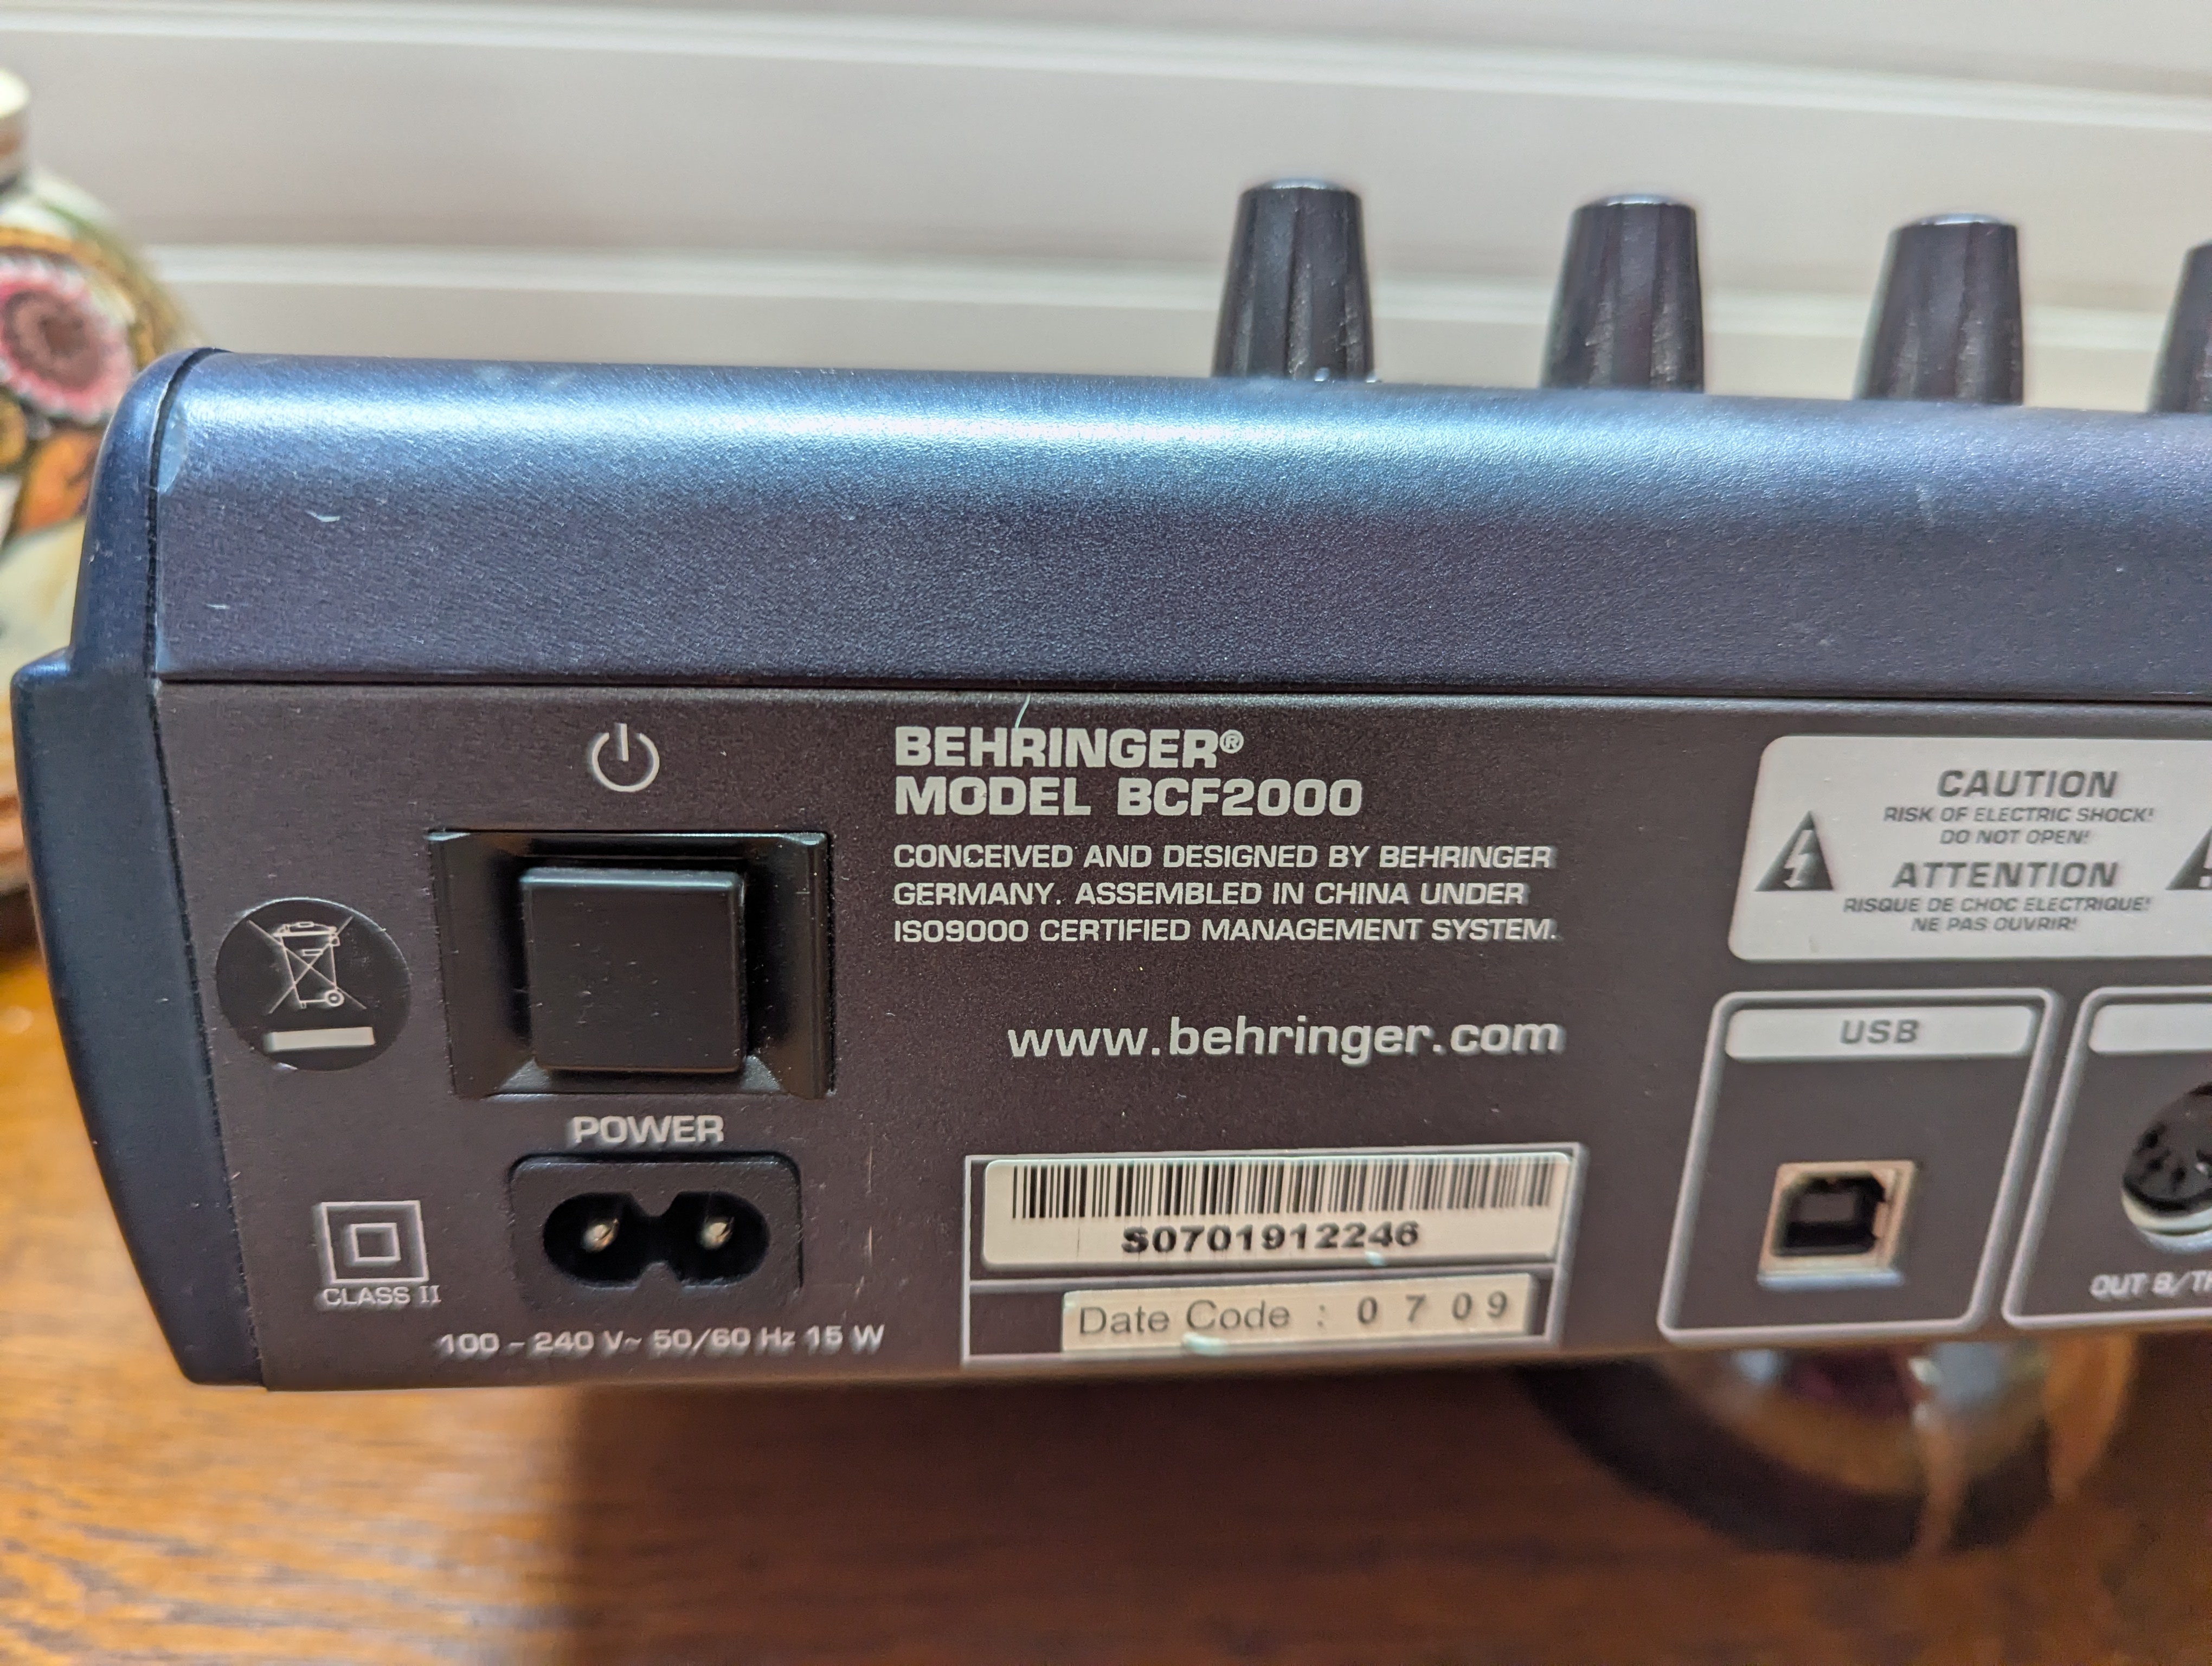 BEHRINGER®
MODEL BCF2000
CONCEIVED AND DESIGNED BY BEHRINGER
GERMANY. ASSEMBLED IN CHINA UNDER
ISO9000 CERTIFIED MANAGEMENT SYSTEM.
www.behringer.com
POWER
CLASS II
100 - 240 V~ 50/60 Hz 15 W
S0701912246
Date Code : 0709
CAUTION
RISK OF ELECTRIC SHOCK!
DO NOT OPEN!
ATTENTION
RISQUE DE CHOC ELECTRIQUE!
NE PAS OUVRIR!
USB
OUT B/